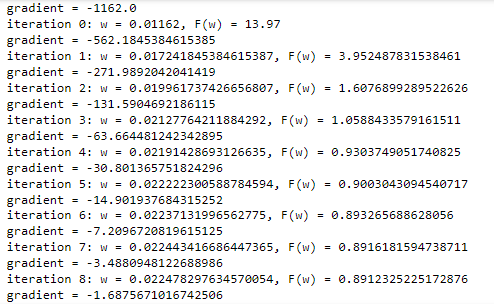 gradient = -1162.0
iteration 0: w = 0.01162, F(w) = 13.97
gradient = -562.1845384615385
iteration 1: w = 0.017241845384615387, F(w) = 3.952487831538461
gradient = -271.9892042041419
iteration 2: w = 0.019961737426656807, F(w) = 1.6076899289522626
gradient = -131.5904692186115
iteration 3: w = 0.02127764211884292, F(w) = 1.0588433579161511
gradient = -63.664481242342895
iteration 4: w = 0.02191428693126635, F(w) = 0.9303749051740825
gradient = -30.801365751824296
iteration 5: w = 0.022222300588784594, F(w) = 0.9003043094540717
gradient = -14.901937684315252
iteration 6: w = 0.02237131996562775, F(w) = 0.893265688628056
gradient = -7.2096720819615125
iteration 7: w = 0.022443416686447365, F(w) = 0.8916181594738711
gradient = -3.4880948122688986
iteration 8: w = 0.022478297634570054, F(w) = 0.8912325225172876
gradient = -1.6875671016742506